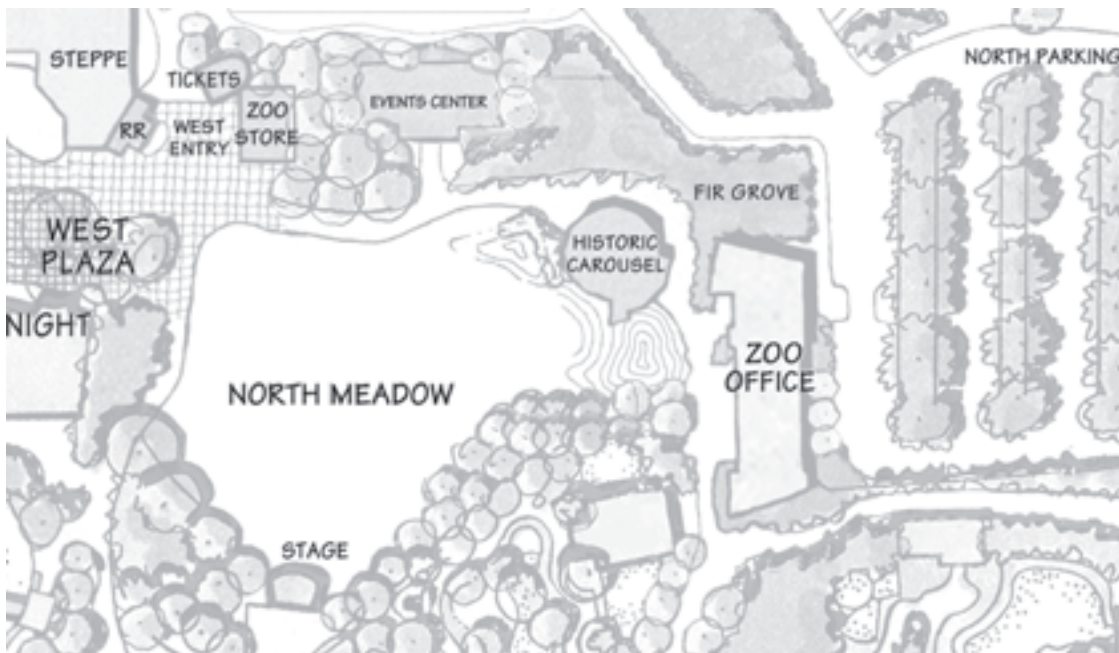 STEPPE
TICKETS
RR
WEST
ENTRY
ZOO
STORE
EVENTS CENTER
NORTH PARKING
FIR GROVE
WEST
PLAZA
HISTORIC
CAROUSEL
NIGHT
ZOO
OFFICE
NORTH MEADOW
STAGE